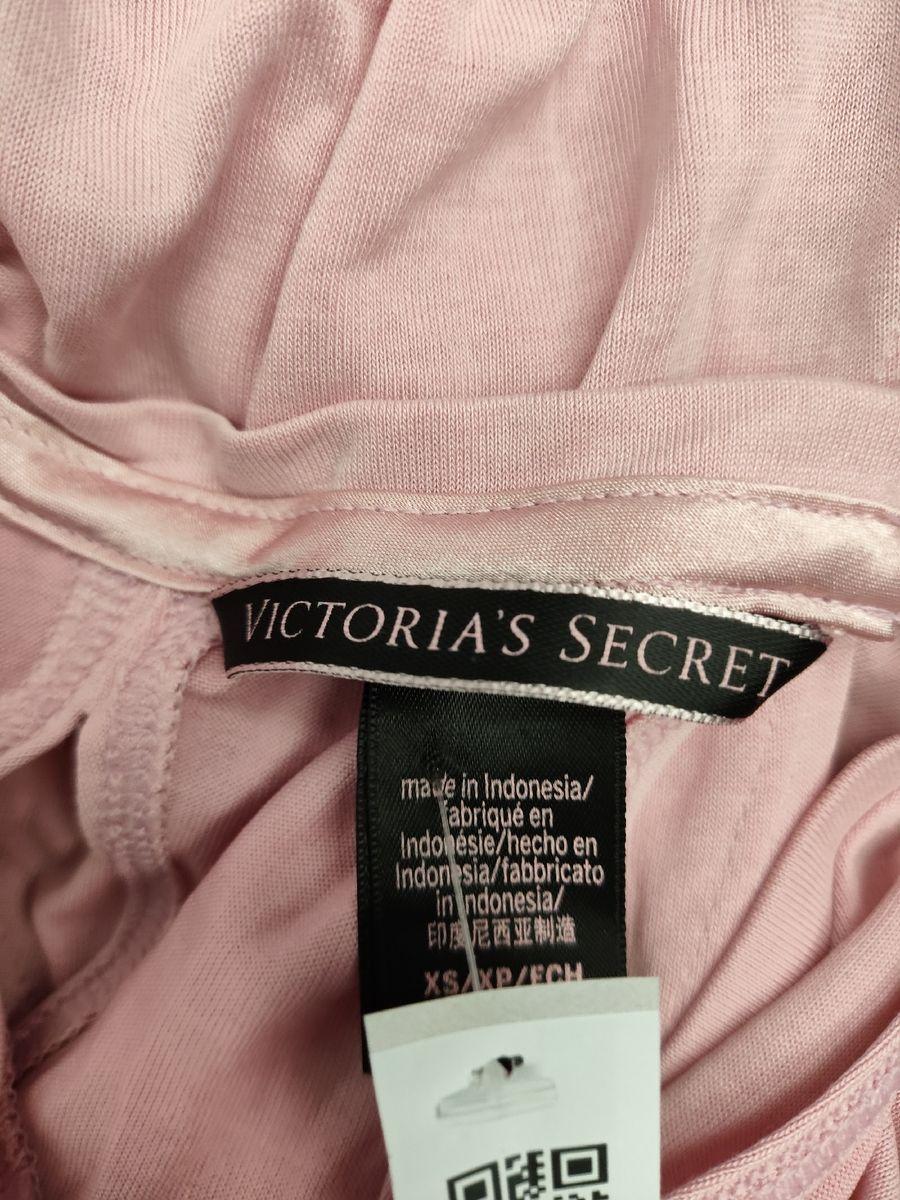 VICTORIA'S SECRET
made in Indonesia/
fabriqué en
Indonésie/hecho en
Indonesia/fabbricato
in Indonesia/
印度尼西亚制造
XS/XP/ECH